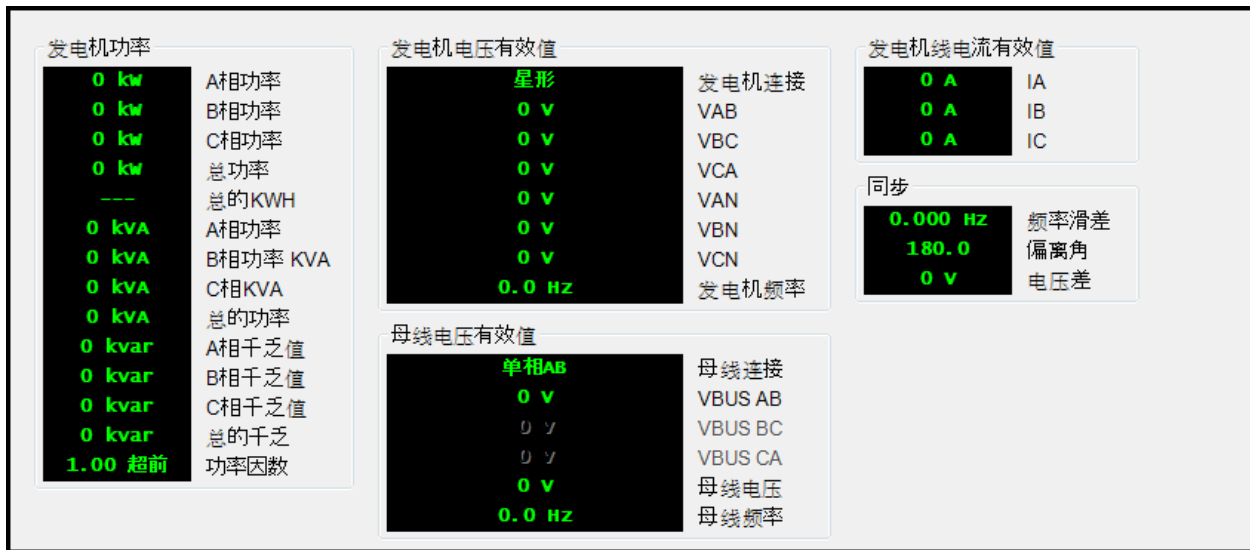 发电机功率
0 kW A相功率
0 kW B相功率
0 kW C相功率
0 kW 总功率
--- 总的KWH
0 kVA A相功率
0 kVA B相功率 KVA
0 kVA C相KVA
0 kVA 总的功率
0 kvar A相千乏值
0 kvar B相千乏值
0 kvar C相千乏值
0 kvar 总的千乏
1.00 超前 功率因数
发电机电压有效值
星形 发电机连接
0 V VAB
0 V VBC
0 V VCA
0 V VAN
0 V VBN
0 V VCN
0.0 Hz 发电机频率
母线电压有效值
单相AB 母线连接
0 V VBUS AB
0 V VBUS BC
0 V VBUS CA
0 V 母线电压
0.0 Hz 母线频率
发电机线电流有效值
0 A IA
0 A IB
0 A IC
同步
0.000 Hz 频率滑差
180.0 偏离角
0 V 电压差